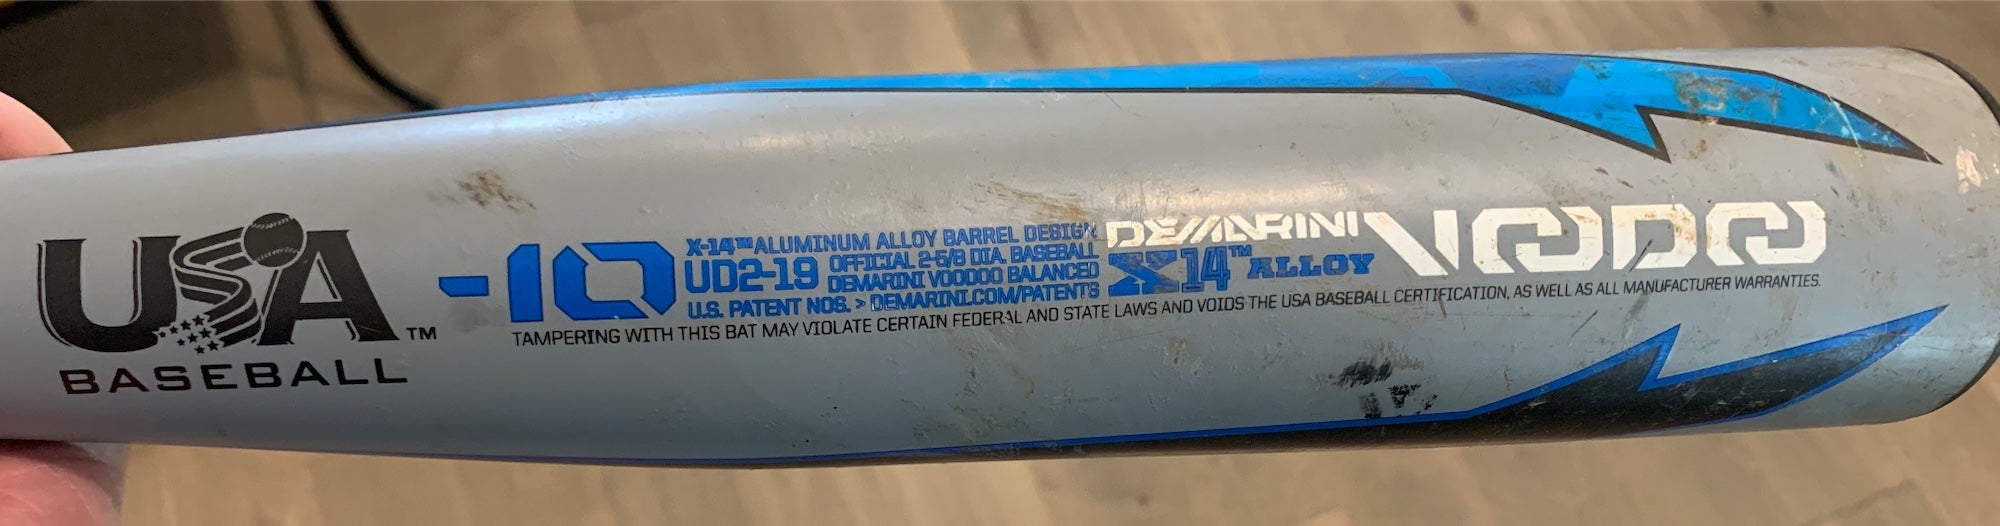 USA™
BASEBALL
-10
X-14™ ALUMINUM ALLOY BARREL DESIGN
UD2-19
OFFICIAL 2-5/8 DIA. BASEBALL
DEMARINI VOODOO BALANCED
U.S. PATENT NOS. > DEMARINI.COM/PATENTS
DEMARINI VOODOO
X14™ ALLOY
TAMPERING WITH THIS BAT MAY VIOLATE CERTAIN FEDERAL AND STATE LAWS AND VOIDS THE USA BASEBALL CERTIFICATION, AS WELL AS ALL MANUFACTURER WARRANTIES.